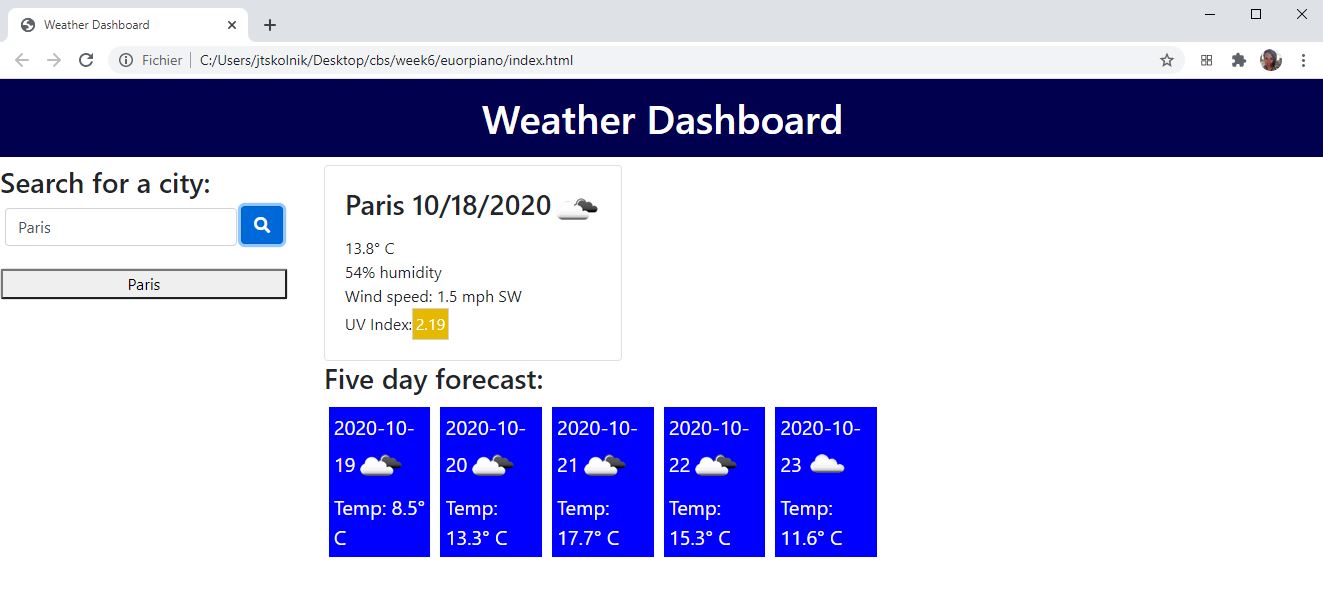 Weather Dashboard
Fichier C:/Users/jtskolnik/Desktop/cbs/week6/euorpiano/index.html
Weather Dashboard
Search for a city:
Paris
Paris
Paris 10/18/2020
13.8° C
54% humidity
Wind speed: 1.5 mph SW
UV Index: 2.19
Five day forecast:
2020-10-
19
Temp: 8.5°
C
2020-10-
20
Temp:
13.3° C
2020-10-
21
Temp:
17.7° C
2020-10-
22
Temp:
15.3° C
2020-10-
23
Temp:
11.6° C